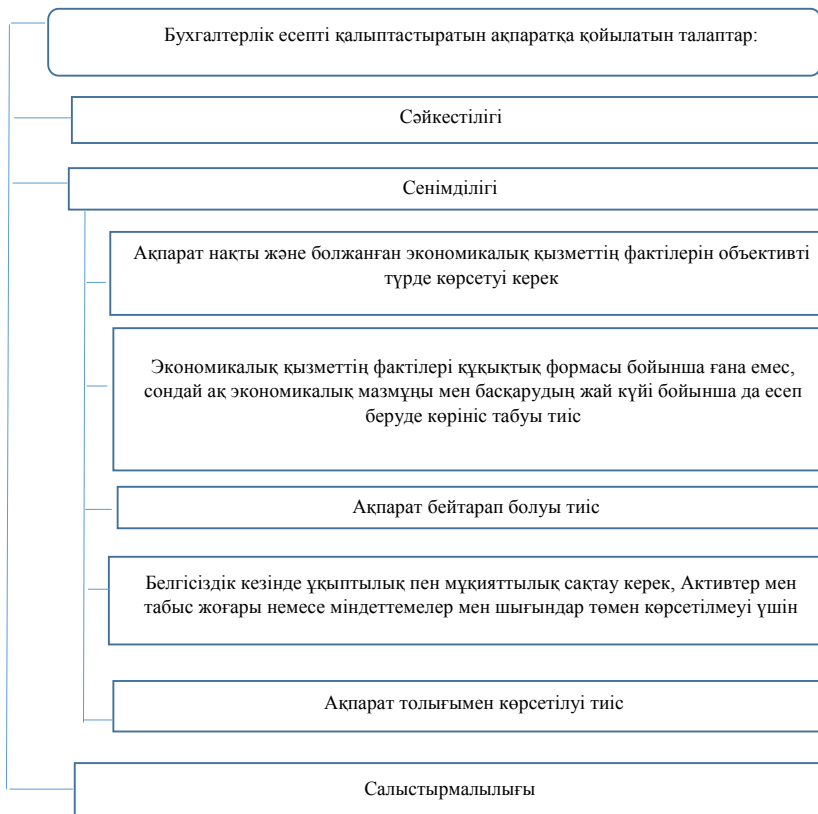 Бухгалтерлік есепті қалыптастыратын ақпаратқа қойылатын талаптар:
Сәйкестілігі
Сенімділігі
Ақпарат нақты және болжанған экономикалық қызметтің фактілерін объективті
түрде көрсетуі керек
Экономикалық қызметтің фактілері құқықтық формасы бойынша ғана емес,
сондай ақ экономикалық мазмұңы мен басқарудың жай күйі бойынша да есеп
беруде көрініс табуы тиіс
Ақпарат бейтарап болуы тиіс
Белгісіздік кезінде ұқыптылық пен мұқияттылық сақтау керек, Активтер мен
табыс жоғары немесе міндеттемелер мен шығындар төмен көрсетілмеуі үшін
Ақпарат толығымен көрсетілуі тиіс
Салыстырмалылығы